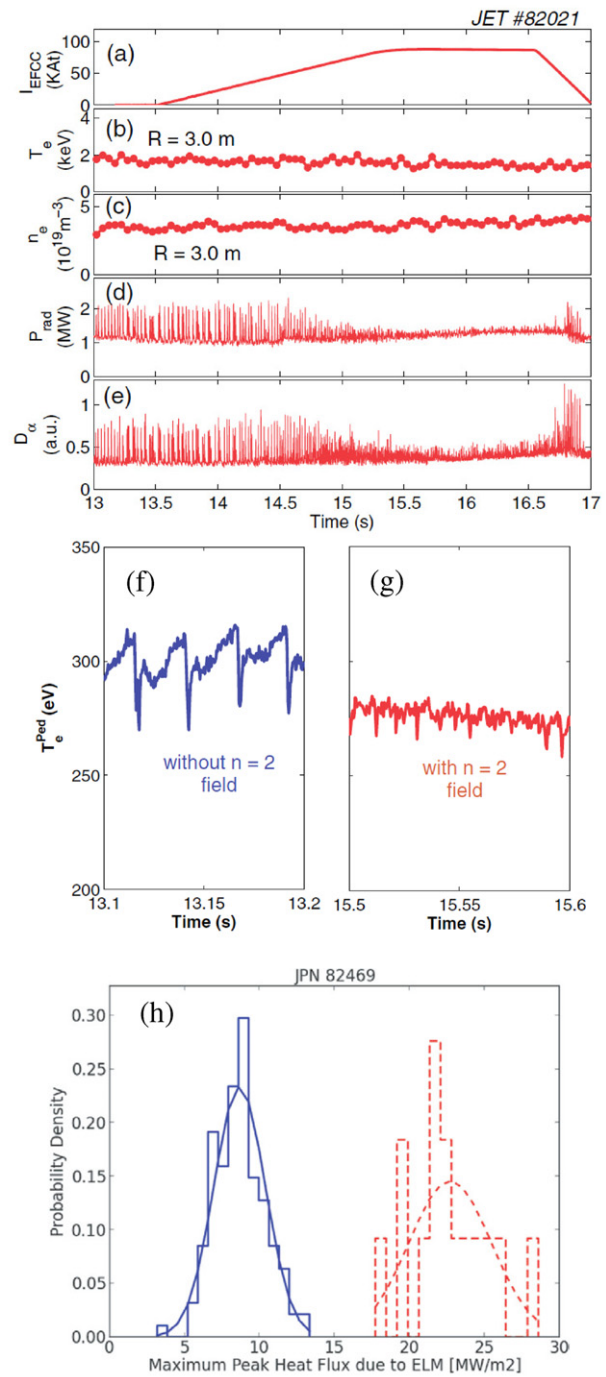 JET #82021
(a)
I_EFCC
(KAt)
100
50
0
(b)
R = 3.0 m
T_e
(keV)
4
2
0
(c)
R = 3.0 m
n_e
(10^19 m^-3)
5
0
(d)
P_rad
(MW)
2
1
0
(e)
D_α
(a.u.)
1
0.5
0
13 13.5 14 14.5 15 15.5 16 16.5 17
Time (s)
(f)
350
300
250
200
T_e^Ped (eV)
without n = 2
field
13.1 13.15 13.2
Time (s)
(g)
with n = 2
field
15.5 15.55 15.6
Time (s)
JPN 82469
(h)
0.30
0.25
0.20
0.15
0.10
0.05
0.00
Probability Density
0 5 10 15 20 25 30
Maximum Peak Heat Flux due to ELM [MW/m2]